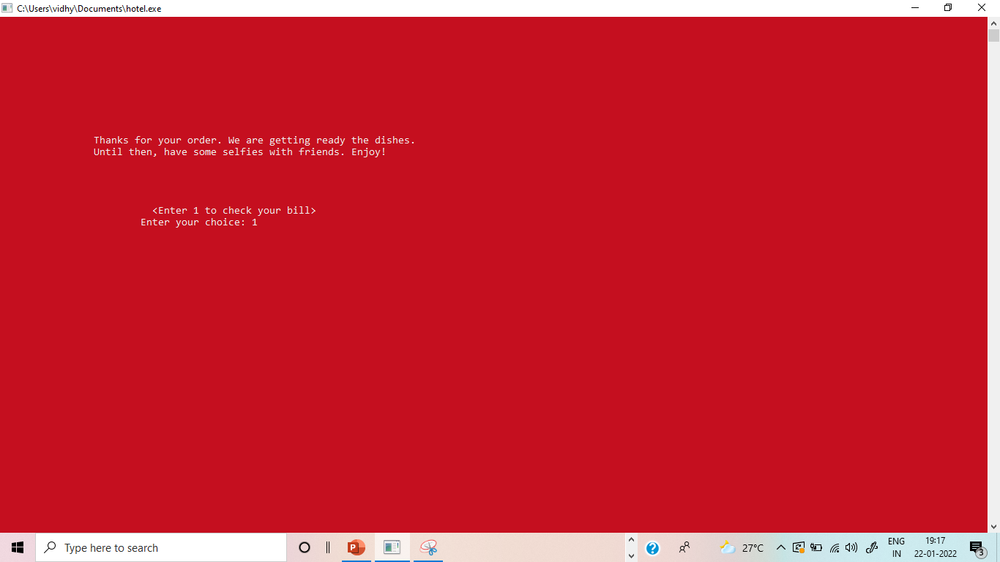 C:\Users\vidhy\Documents\hotel.exe
Thanks for your order. We are getting ready the dishes.
Until then, have some selfies with friends. Enjoy!
<Enter 1 to check your bill>
Enter your choice: 1
Type here to search
P
?
27°C
ENG
IN
19:17
22-01-2022
3